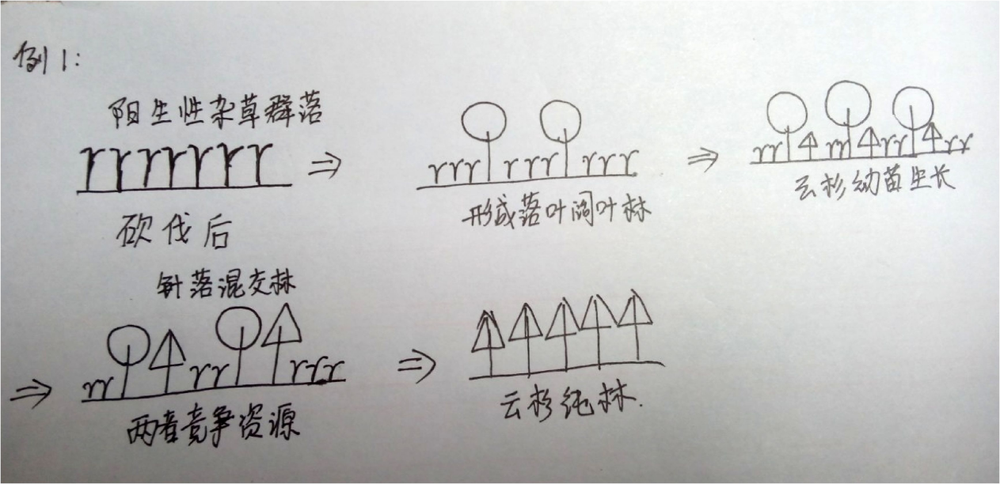 例1:
阳生性杂草群落
砍伐后
形成落叶阔叶林
云杉幼苗生长
针落混交林
两者竞争资源
云杉纯林.